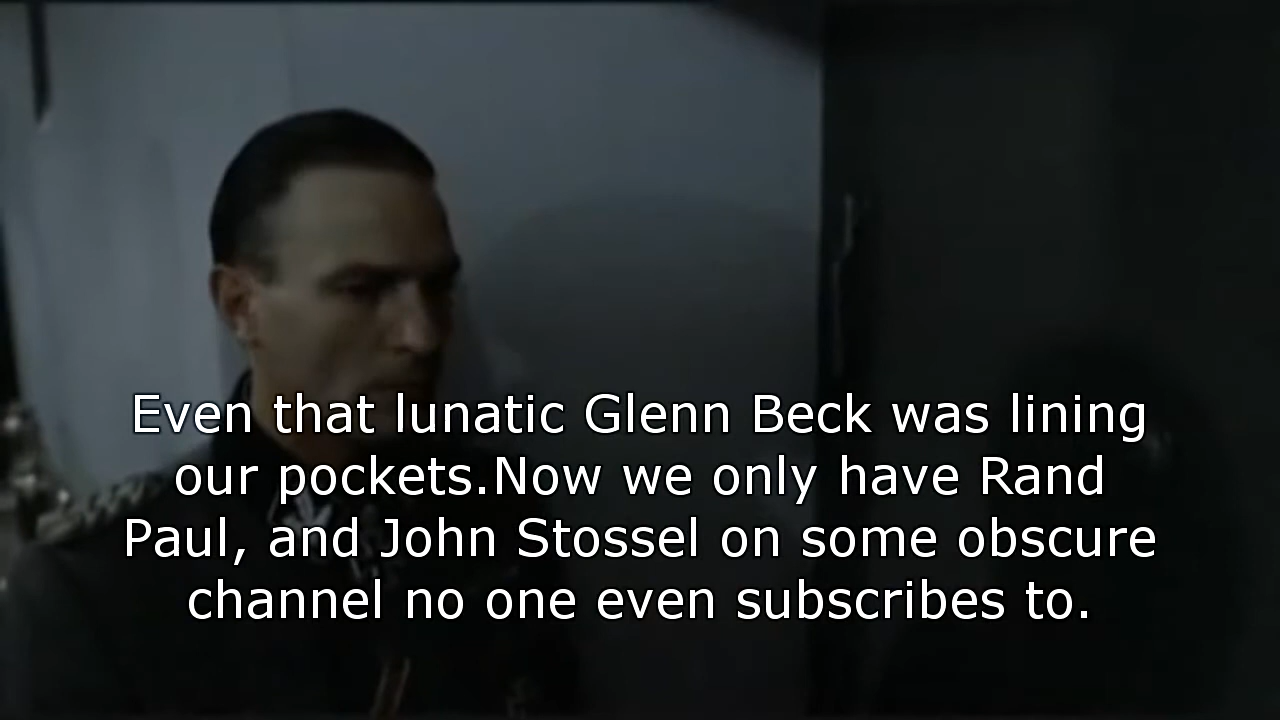 Even that lunatic Glenn Beck was lining
our pockets.Now we only have Rand
Paul, and John Stossel on some obscure
channel no one even subscribes to.